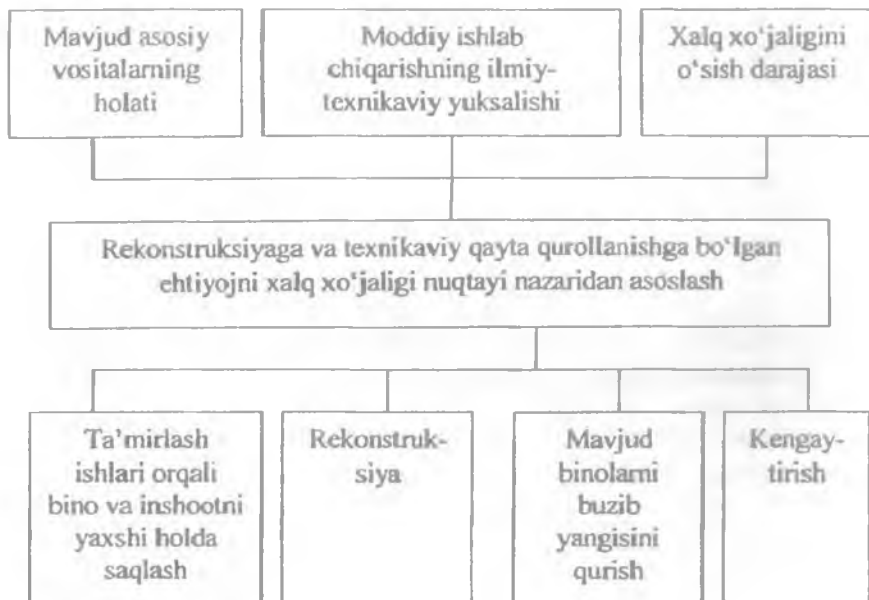 Mavjud asosiy
vositalarning
holati
Moddiy ishlab
chiqarishning ilmiy-
texnikaviy yuksalishi
Xalq xo‘jaligini
o‘sish darajasi
Rekonstruksiyaga va texnikaviy qayta qurollanishga bo‘lgan
ehtiyojni xalq xo‘jaligi nuqtayi nazaridan asoslash
Ta’mirlash
ishlari orqali
bino va inshootni
yaxshi holda
saqlash
Rekonstruk-
siya
Mavjud
binolarni
buzib
yangisini
qurish
Kengay-
tirish